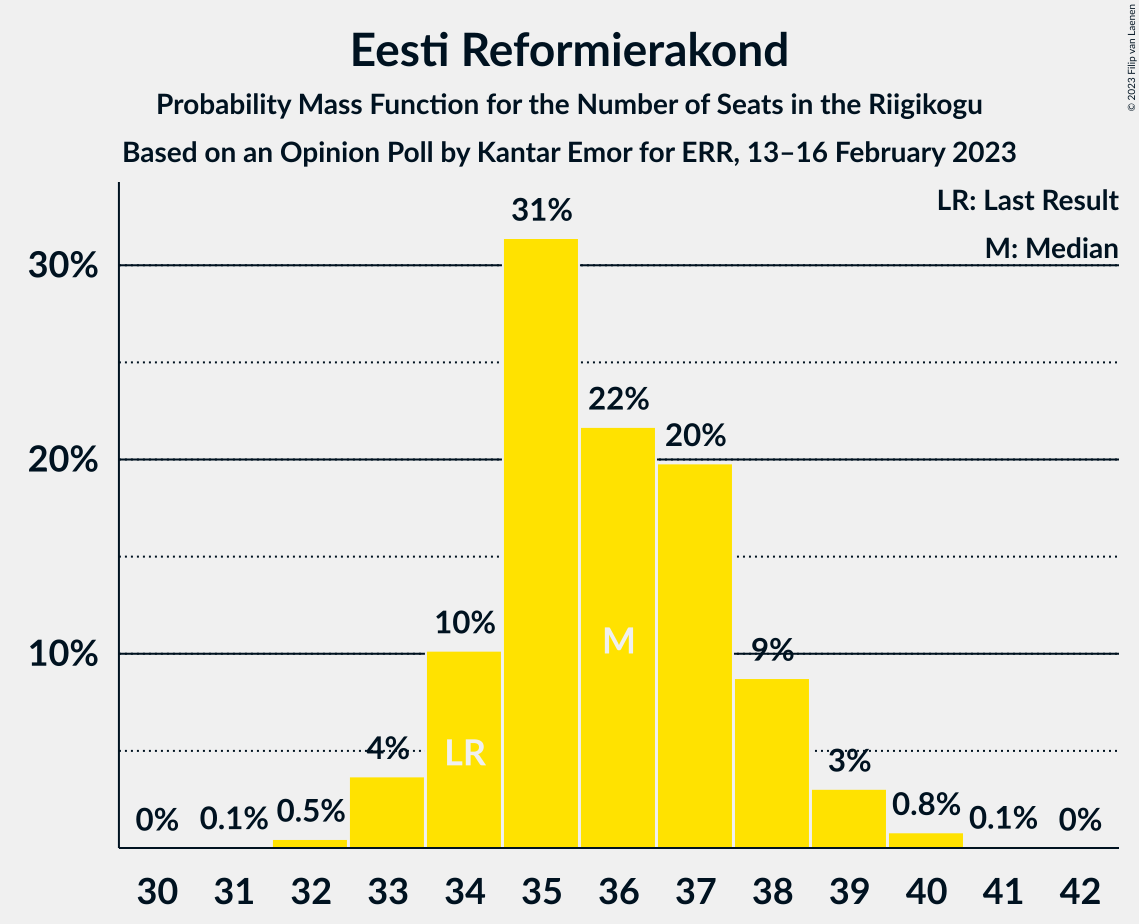 Eesti Reformierakond
Probability Mass Function for the Number of Seats in the Riigikogu
Based on an Opinion Poll by Kantar Emor for ERR, 13–16 February 2023
© 2023 Filip van Laenen
LR: Last Result
M: Median
30%
20%
10%
0%
0.1%
0.5%
4%
10%
31%
22%
20%
9%
3%
0.8%
0.1%
0%
LR
M
30 31 32 33 34 35 36 37 38 39 40 41 42